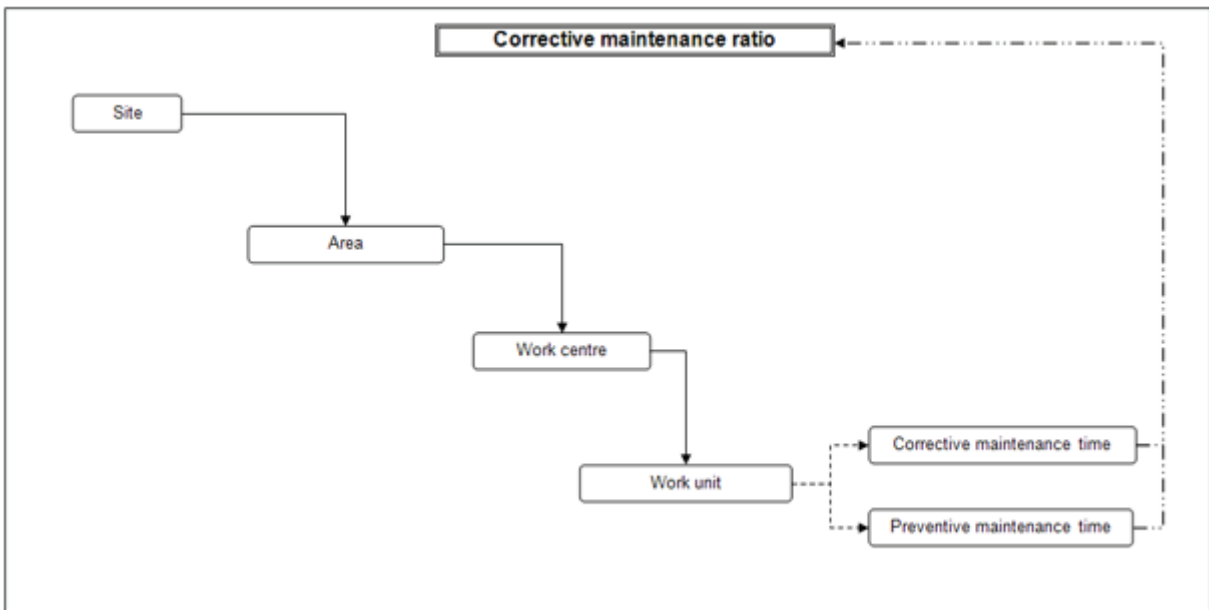 Corrective maintenance ratio
Site
Area
Work centre
Work unit
Corrective maintenance time
Preventive maintenance time